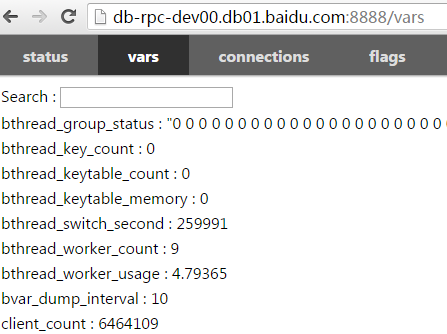 db-rpc-dev00.db01.baidu.com:8888/vars
status vars connections flags
Search :
bthread_group_status : "0 0 0 0 0 0 0 0 0 0 0 0 0 0 0 0 0 0 0 0 0
bthread_key_count : 0
bthread_keytable_count : 0
bthread_keytable_memory : 0
bthread_switch_second : 259991
bthread_worker_count : 9
bthread_worker_usage : 4.79365
bvar_dump_interval : 10
client_count : 6464109